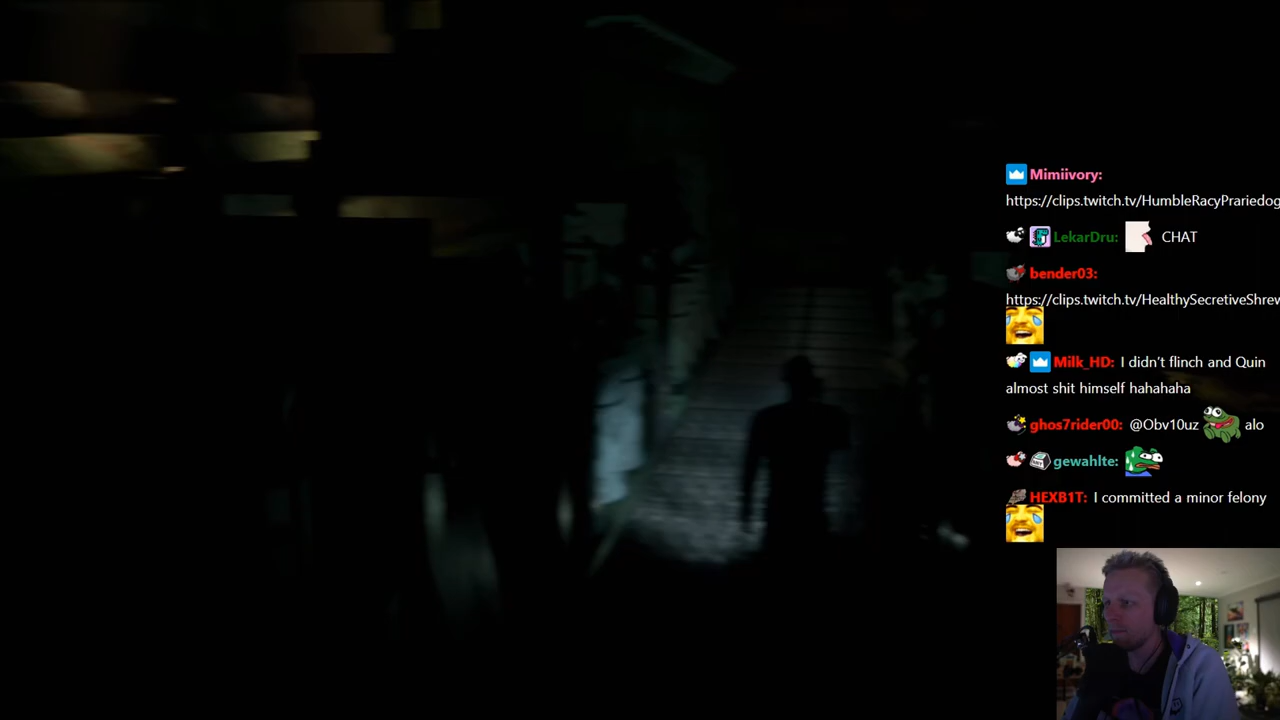 Mimiivory:
https://clips.twitch.tv/HumbleRacyPrariedog
LekarDru: CHAT
bender03:
https://clips.twitch.tv/HealthySecretiveShrew
Milk_HD: I didn't flinch and Quin
almost shit himself hahahaha
ghos7rider00: @Obv10uz alo
gewahlte:
HEXB1T: I committed a minor felony